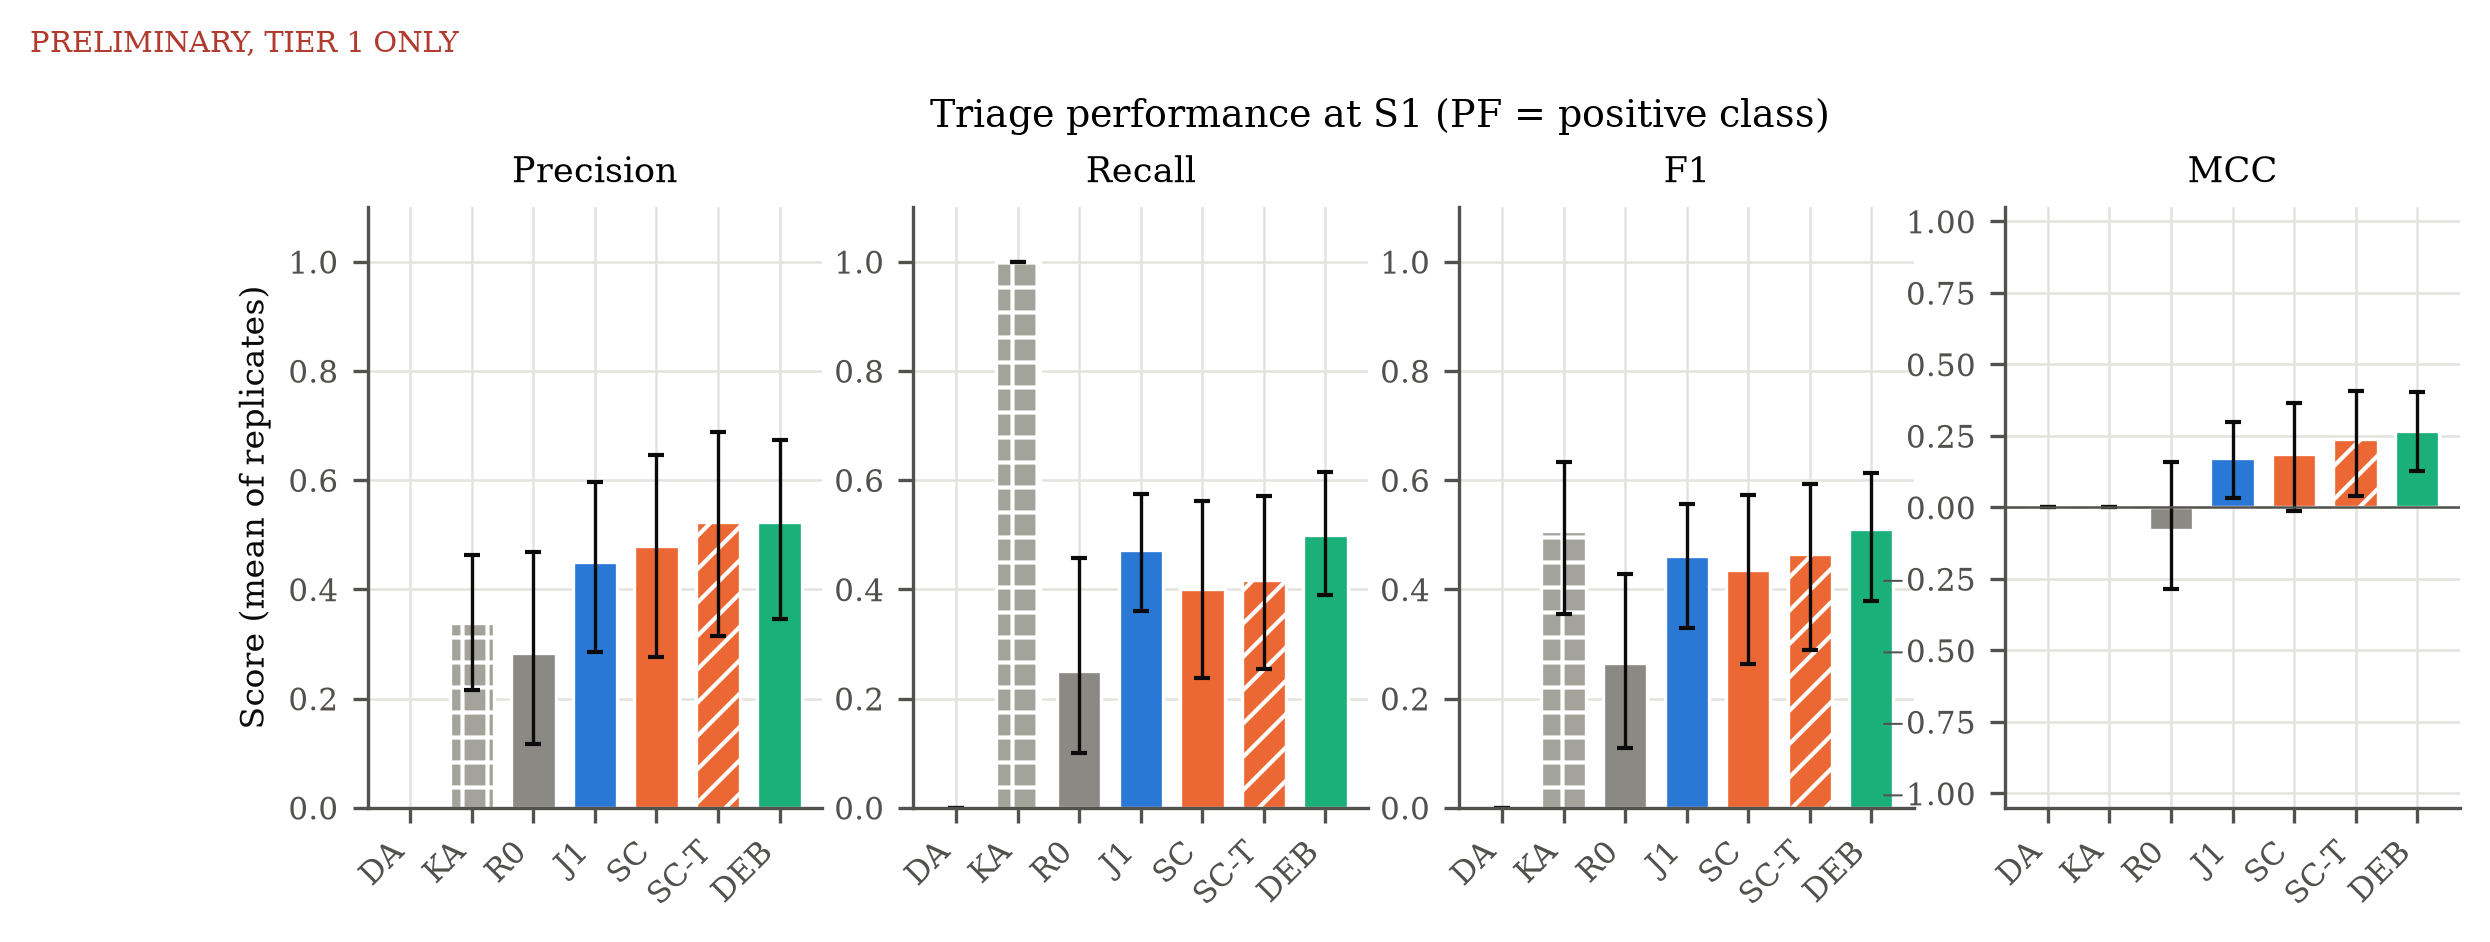 PRELIMINARY, TIER 1 ONLY
Triage performance at S1 (PF = positive class)
Precision
Recall
F1
MCC
Score (mean of replicates)
1.0
0.8
0.6
0.4
0.2
0.0
DA
KA
R0
J1
SC
SC-T
DEB
1.0
0.8
0.6
0.4
0.2
0.0
DA
KA
R0
J1
SC
SC-T
DEB
1.0
0.8
0.6
0.4
0.2
0.0
DA
KA
R0
J1
SC
SC-T
DEB
1.00
0.75
0.50
0.25
0.00
−0.25
−0.50
−0.75
−1.00
DA
KA
R0
J1
SC
SC-T
DEB